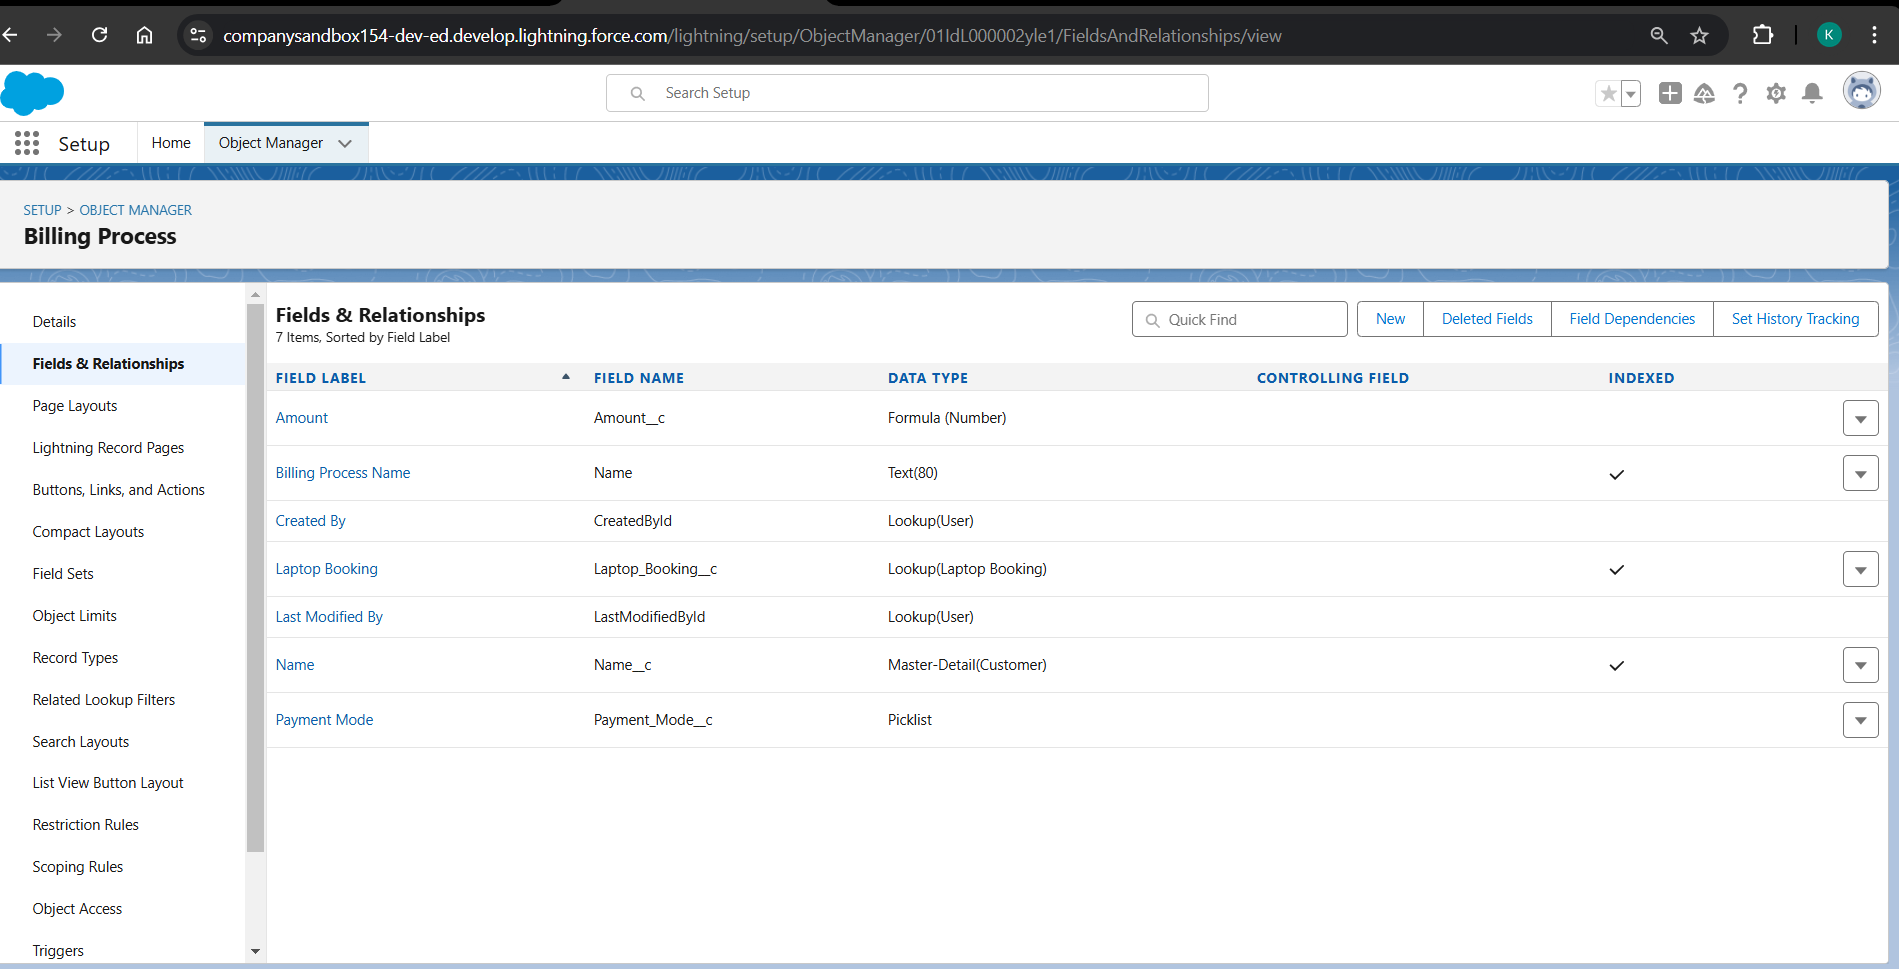 companysandbox154-dev-ed.develop.lightning.force.com/lightning/setup/ObjectManager/01IdL000002yle1/FieldsAndRelationships/view
K
Search Setup
Setup
Home
Object Manager
SETUP > OBJECT MANAGER
Billing Process
Details
Fields & Relationships
Page Layouts
Lightning Record Pages
Buttons, Links, and Actions
Compact Layouts
Field Sets
Object Limits
Record Types
Related Lookup Filters
Search Layouts
List View Button Layout
Restriction Rules
Scoping Rules
Object Access
Triggers
Fields & Relationships
7 Items, Sorted by Field Label
Quick Find
New
Deleted Fields
Field Dependencies
Set History Tracking
FIELD LABEL FIELD NAME DATA TYPE CONTROLLING FIELD INDEXED
Amount Amount__c Formula (Number)
Billing Process Name Name Text(80)
Created By CreatedById Lookup(User)
Laptop Booking Laptop_Booking__c Lookup(Laptop Booking)
Last Modified By LastModifiedById Lookup(User)
Name Name__c Master-Detail(Customer)
Payment Mode Payment_Mode__c Picklist